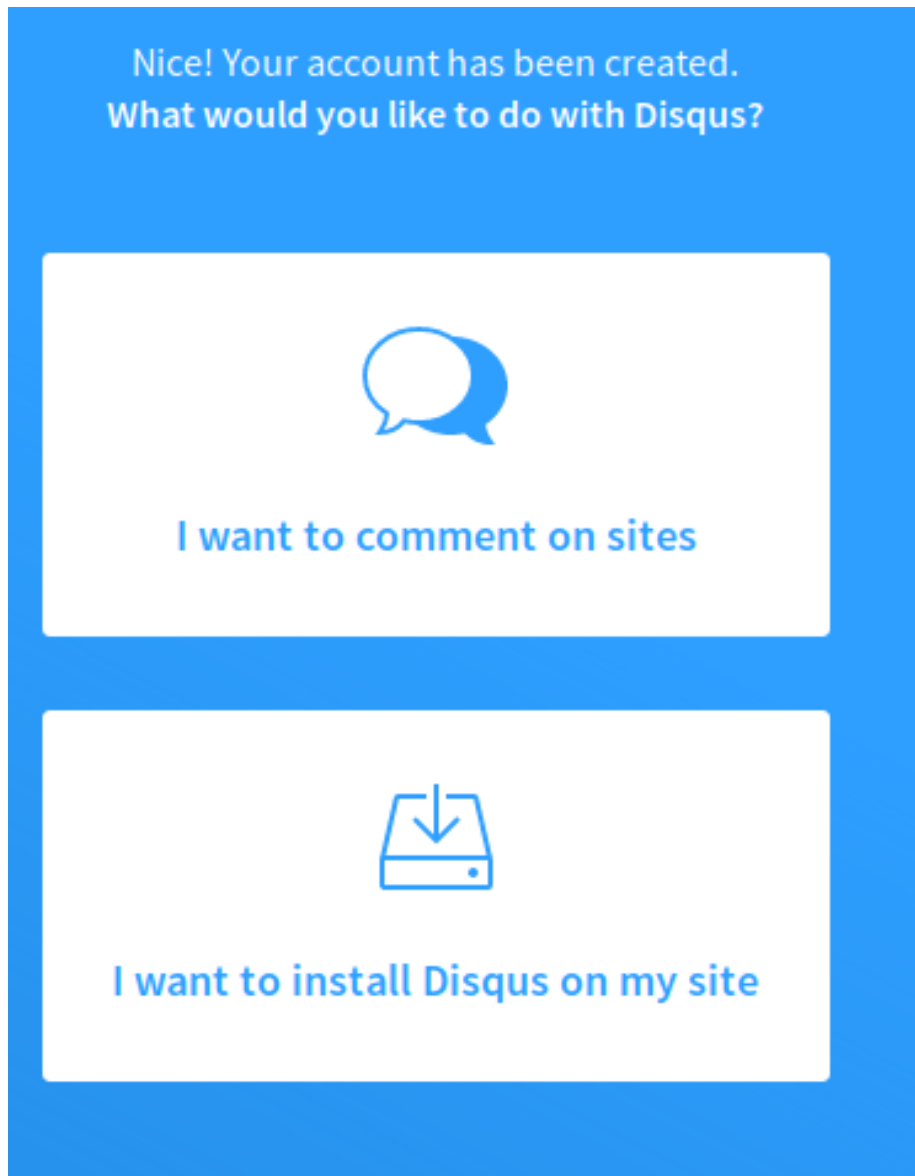 Nice! Your account has been created.
What would you like to do with Disqus?
I want to comment on sites
I want to install Disqus on my site